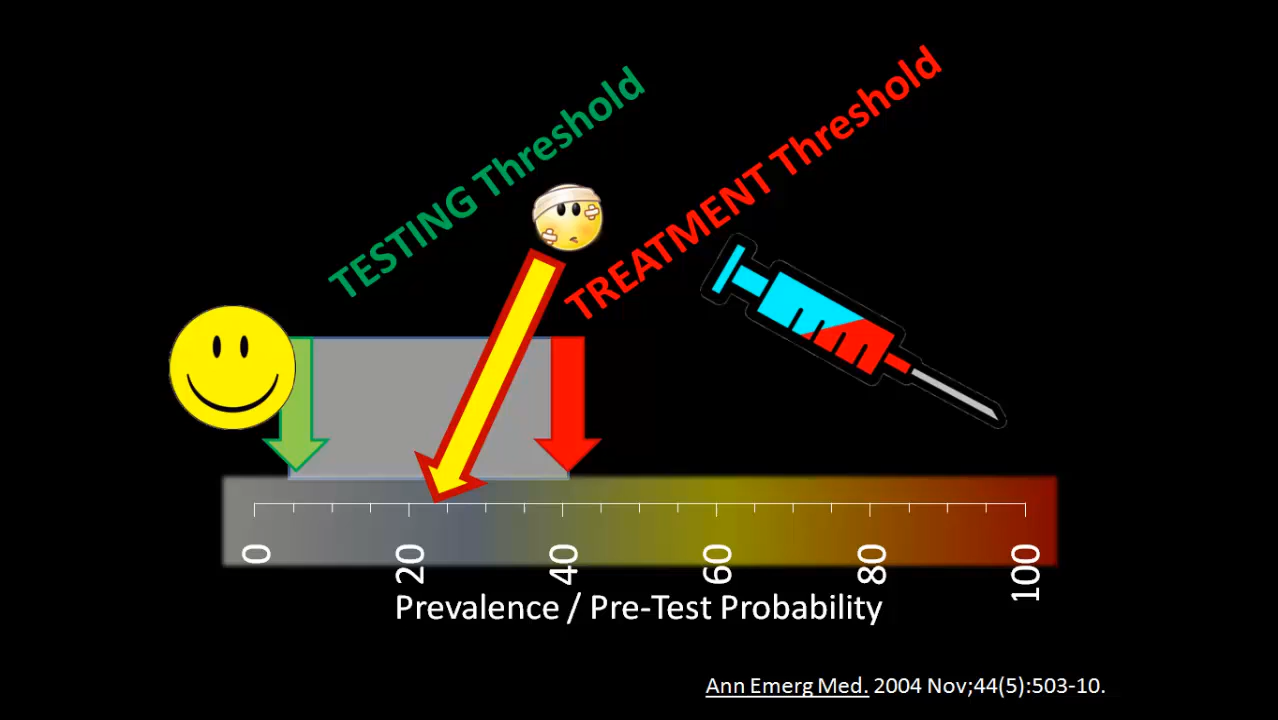 TESTING Threshold
TREATMENT Threshold
0 20 40 60 80 100
Prevalence / Pre-Test Probability
Ann Emerg Med. 2004 Nov;44(5):503-10.